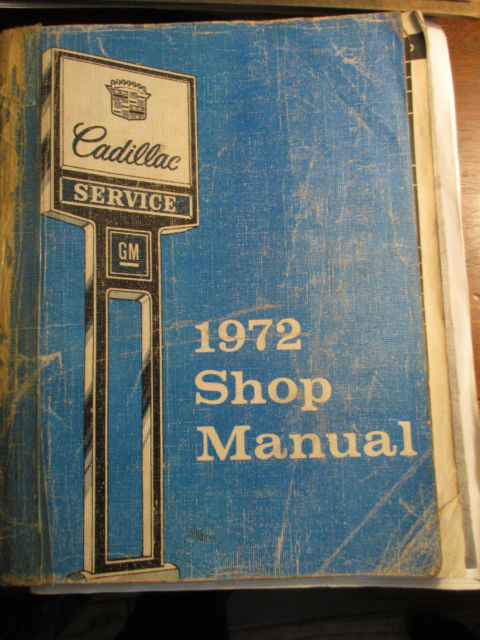 Cadillac
SERVICE
GM
1972
Shop
Manual